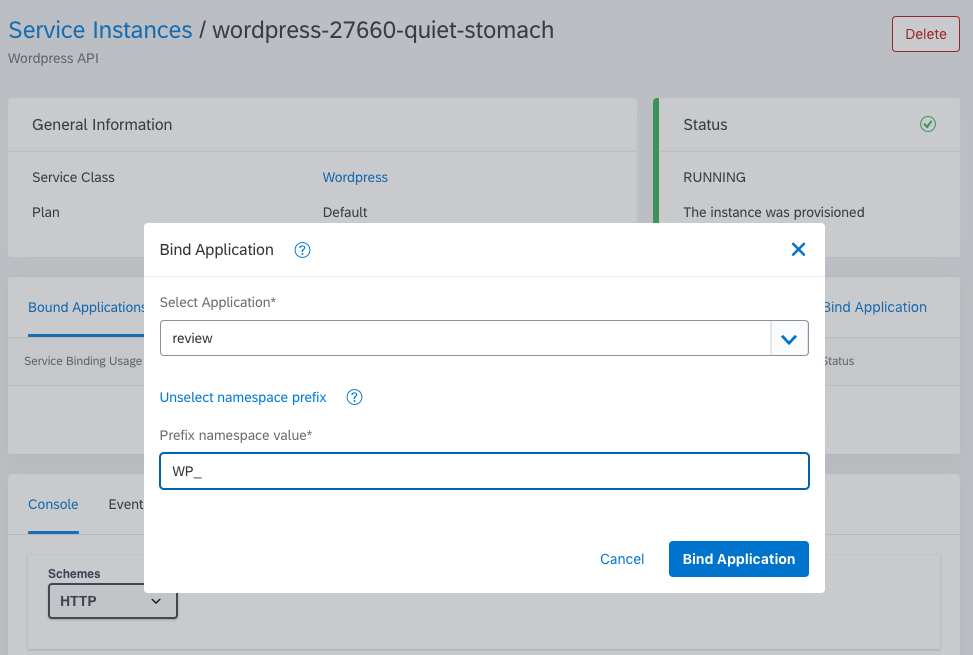 Service Instances / wordpress-27660-quiet-stomach
Delete
Wordpress API
General Information
Status
Service Class
Wordpress
RUNNING
Plan
Default
The instance was provisioned
Bind Application
Select Application*
Bound Applications
Bind Application
review
Service Binding Usage
Status
Unselect namespace prefix
Prefix namespace value*
WP_
Console
Event
Cancel
Bind Application
Schemes
HTTP